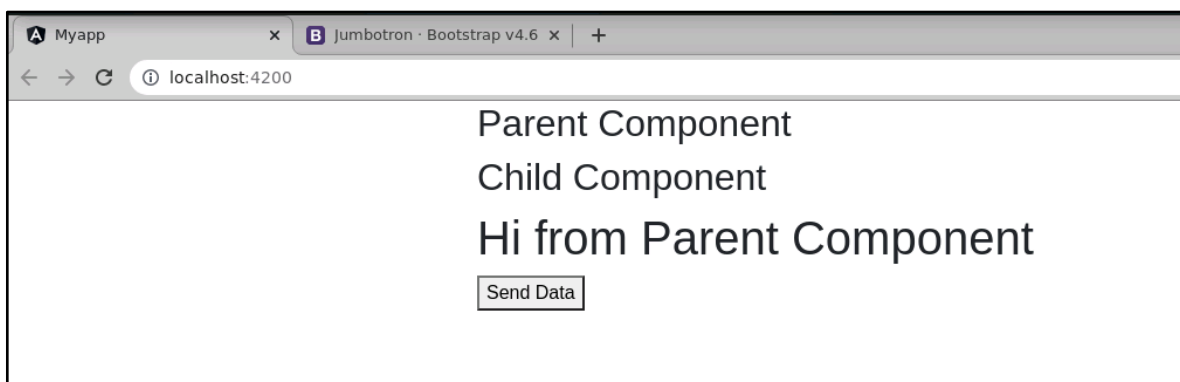 Myapp
Jumbotron · Bootstrap v4.6
localhost:4200
Parent Component
Child Component
Hi from Parent Component
Send Data